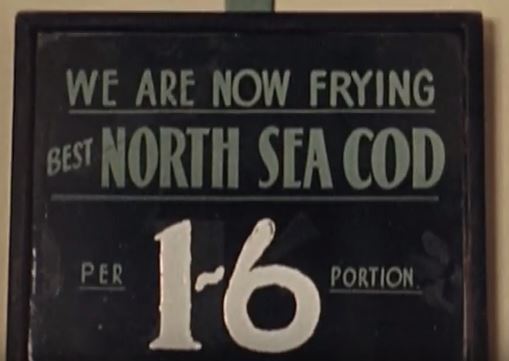 WE ARE NOW FRYING
BEST NORTH SEA COD
PER 1-6 PORTION.